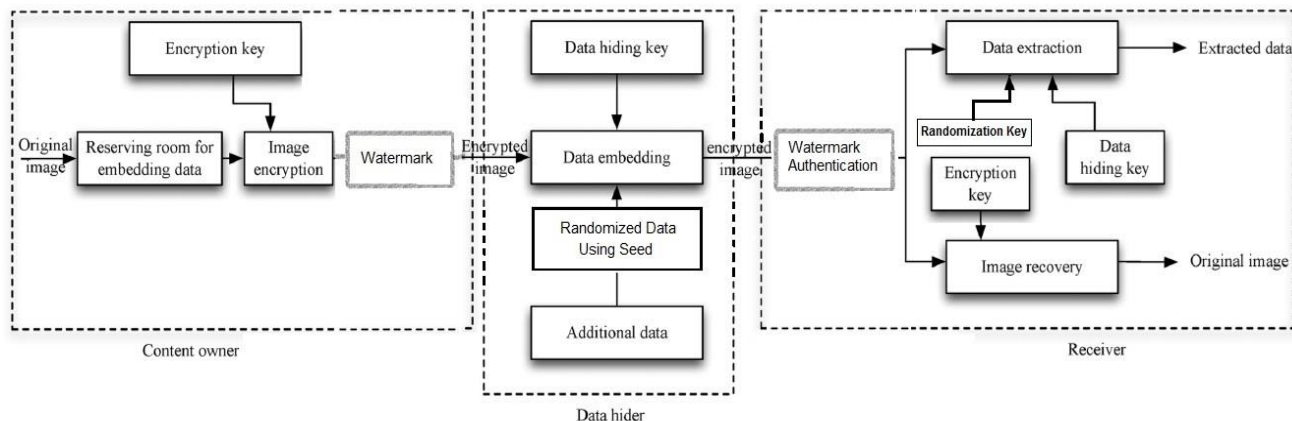 Encryption key
Original
image
Reserving room for
embedding data
Image
encryption
Watermark
Content owner
Encrypted
image
Data hiding key
Data embedding
Randomized Data
Using Seed
Additional data
Data hider
encrypted
image
Watermark
Authentication
Data extraction
Extracted data
Randomization Key
Data
hiding key
Encryption
key
Image recovery
Original image
Receiver